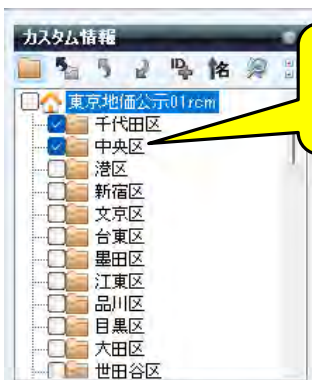 カスタム情報
ID
名
東京地価公示01rcm
千代田区
中央区
港区
新宿区
文京区
台東区
墨田区
江東区
品川区
目黒区
大田区
世田谷区